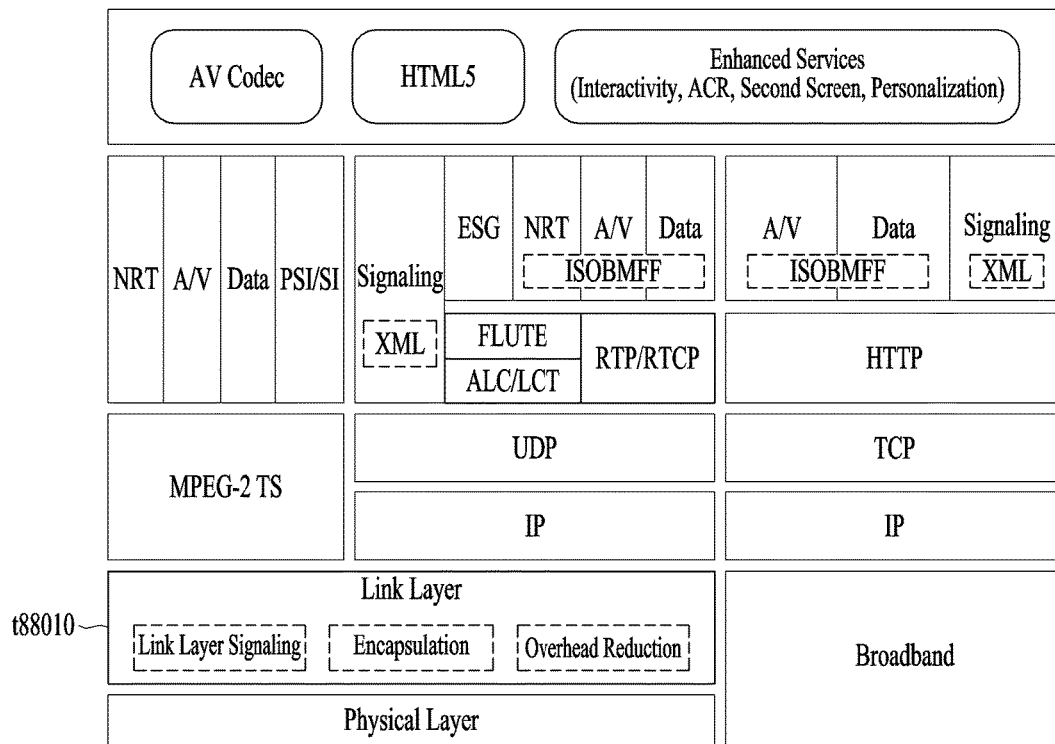 AV Codec
HTML5
Enhanced Services
(Interactivity, ACR, Second Screen, Personalization)
NRT
A/V
Data
PSI/SI
Signaling
XML
ESG
NRT
A/V
Data
ISOBMFF
FLUTE
ALC/LCT
RTP/RTCP
A/V
Data
ISOBMFF
Signaling
XML
HTTP
MPEG-2 TS
UDP
TCP
IP
IP
t88010
Link Layer
Link Layer Signaling
Encapsulation
Overhead Reduction
Broadband
Physical Layer